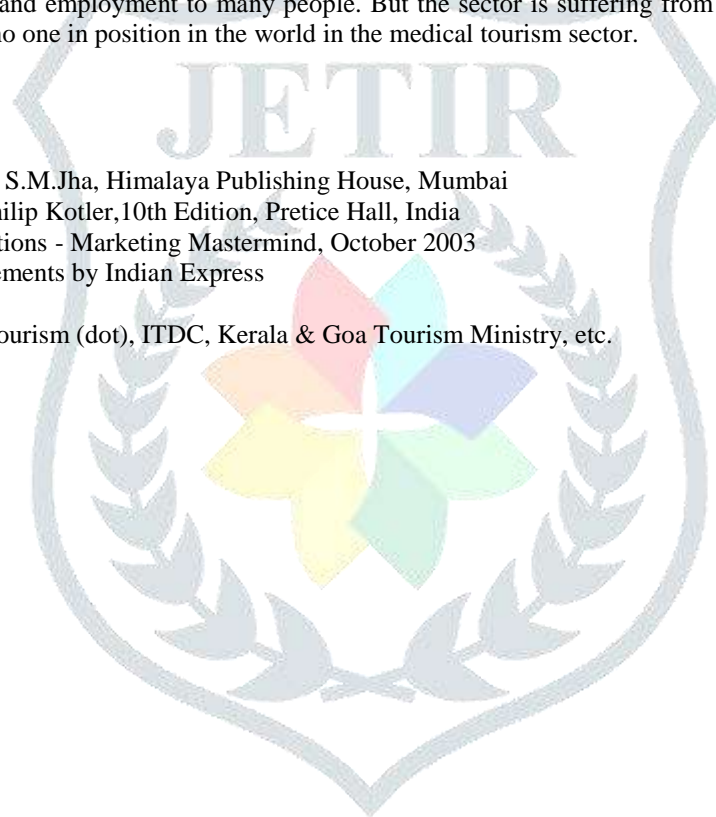 and employment to many people. But the sector is suffering from
no one in position in the world in the medical tourism sector.
JETIR
S.M.Jha, Himalaya Publishing House, Mumbai
ilip Kotler,10th Edition, Pretice Hall, India
tions - Marketing Mastermind, October 2003
ements by Indian Express
ourism (dot), ITDC, Kerala & Goa Tourism Ministry, etc.